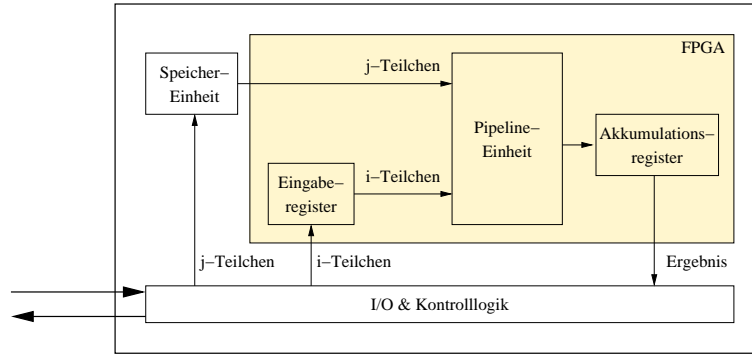 FPGA
Speicher–
Einheit
j–Teilchen
Pipeline–
Einheit
Akkumulations–
register
Eingabe–
register
i–Teilchen
j–Teilchen
i–Teilchen
Ergebnis
I/O & Kontrolllogik